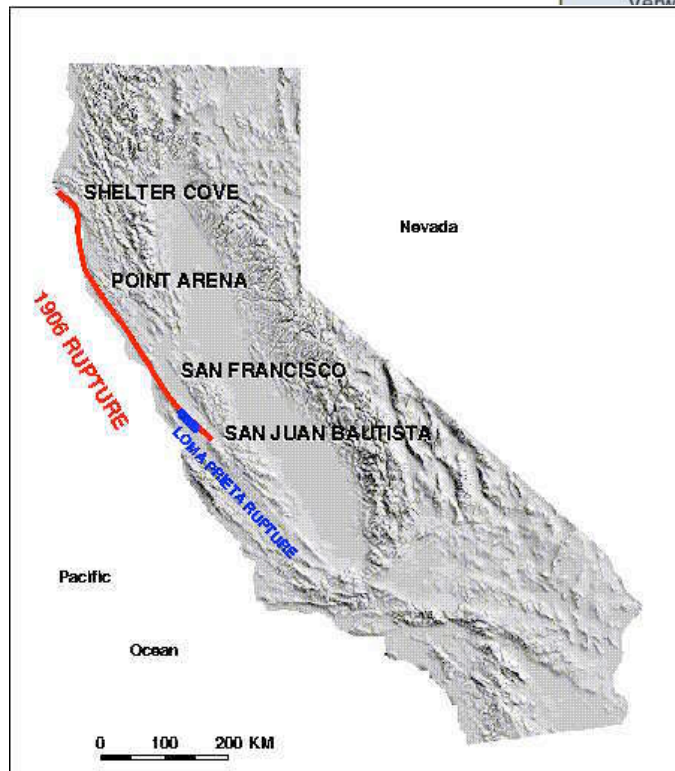 SHELTER COVE
Nevada
POINT ARENA
1906 RUPTURE
SAN FRANCISCO
SAN JUAN BAUTISTA
LOMA PRIETA RUPTURE
Pacific
Ocean
0 100 200 KM